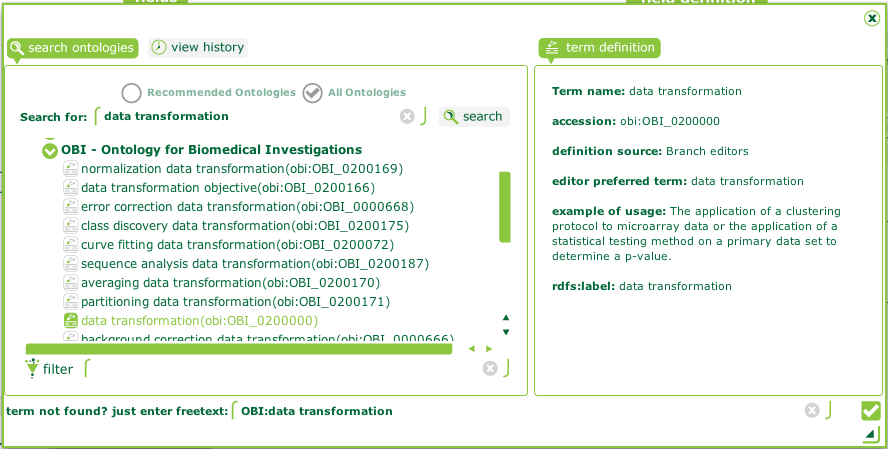 search ontologies
view history
term definition
Recommended Ontologies
All Ontologies
Search for:
data transformation
search
OBI - Ontology for Biomedical Investigations
normalization data transformation(obi:OBI_0200169)
data transformation objective(obi:OBI_0200166)
error correction data transformation(obi:OBI_0000668)
class discovery data transformation(obi:OBI_0200175)
curve fitting data transformation(obi:OBI_0200072)
sequence analysis data transformation(obi:OBI_0200187)
averaging data transformation(obi:OBI_0200170)
partitioning data transformation(obi:OBI_0200171)
data transformation(obi:OBI_0200000)
background correction data transformation(obi:OBI_0000666)
filter
Term name: data transformation
accession: obi:OBI_0200000
definition source: Branch editors
editor preferred term: data transformation
example of usage: The application of a clustering
protocol to microarray data or the application of a
statistical testing method on a primary data set to
determine a p-value.
rdfs:label: data transformation
term not found? just enter freetext:
OBI:data transformation